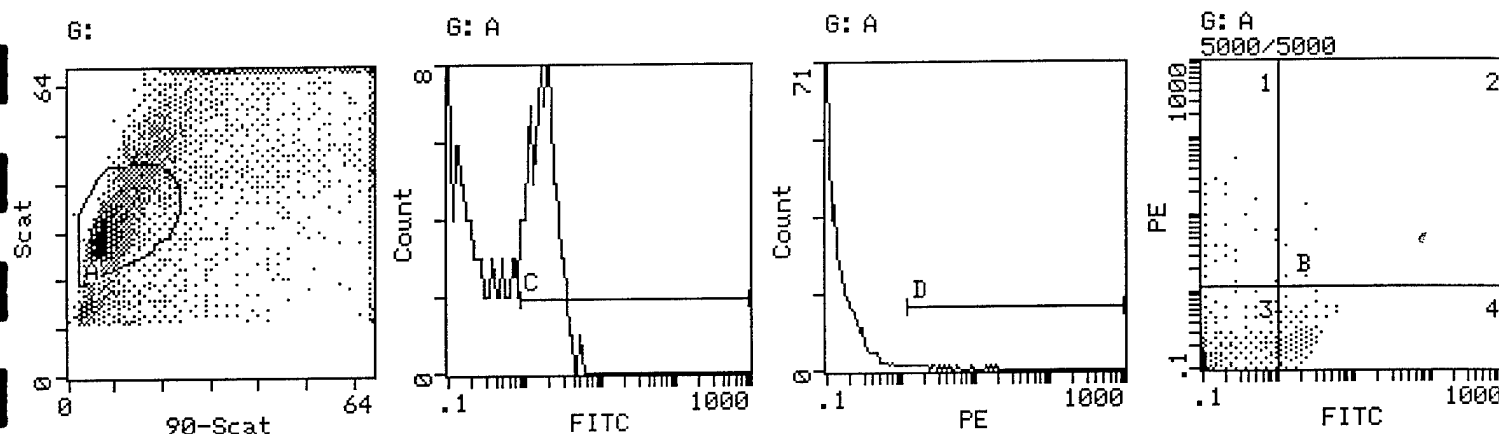 G:
64
Scat
A
0
0
64
90-Scat
G: A
8
Count
C
0
.1
1000
FITC
G: A
71
Count
D
0
.1
1000
PE
G: A
5000/5000
1000
PE
1
2
B
3
4
.1
.1
1000
FITC